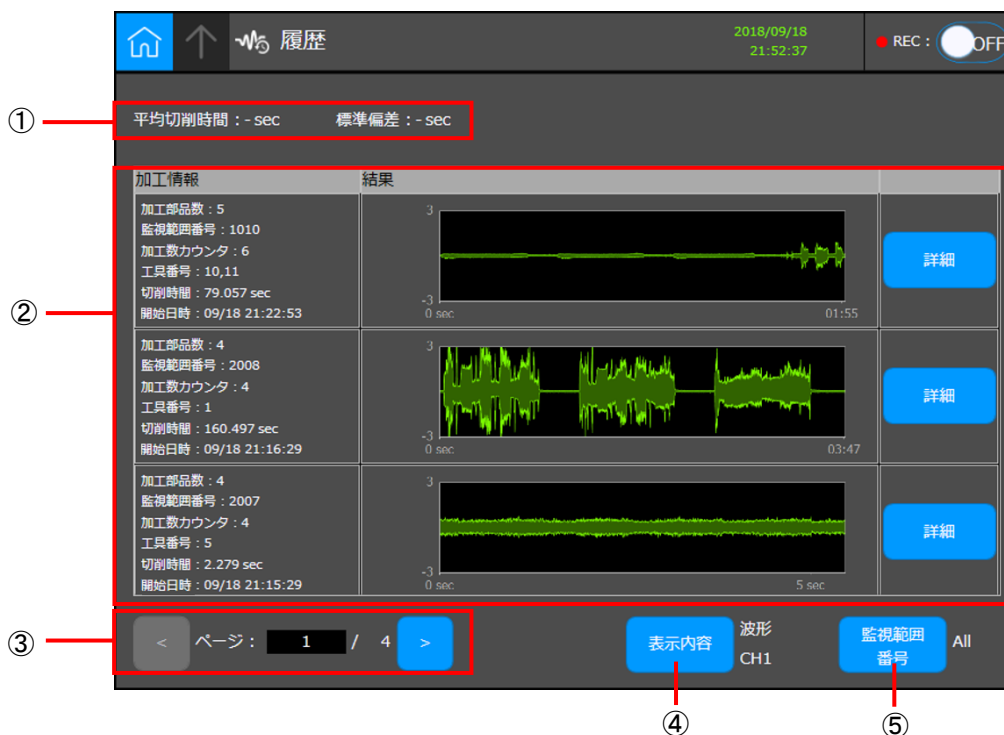 履歴
2018/09/18
21:52:37
REC : OFF
①
平均切削時間 : - sec 標準偏差 : - sec
②
加工情報 結果
加工部品数 : 5
監視範囲番号 : 1010
加工数カウンタ : 6
工具番号 : 10,11
切削時間 : 79.057 sec
開始日時 : 09/18 21:22:53
3
-3
0 sec 01:55
詳細
加工部品数 : 4
監視範囲番号 : 2008
加工数カウンタ : 4
工具番号 : 1
切削時間 : 160.497 sec
開始日時 : 09/18 21:16:29
3
-3
0 sec 03:47
詳細
加工部品数 : 4
監視範囲番号 : 2007
加工数カウンタ : 4
工具番号 : 5
切削時間 : 2.279 sec
開始日時 : 09/18 21:15:29
3
-3
0 sec 5 sec
詳細
③
< ページ : 1 / 4 >
表示内容
波形
CH1
監視範囲
番号
All
④
⑤